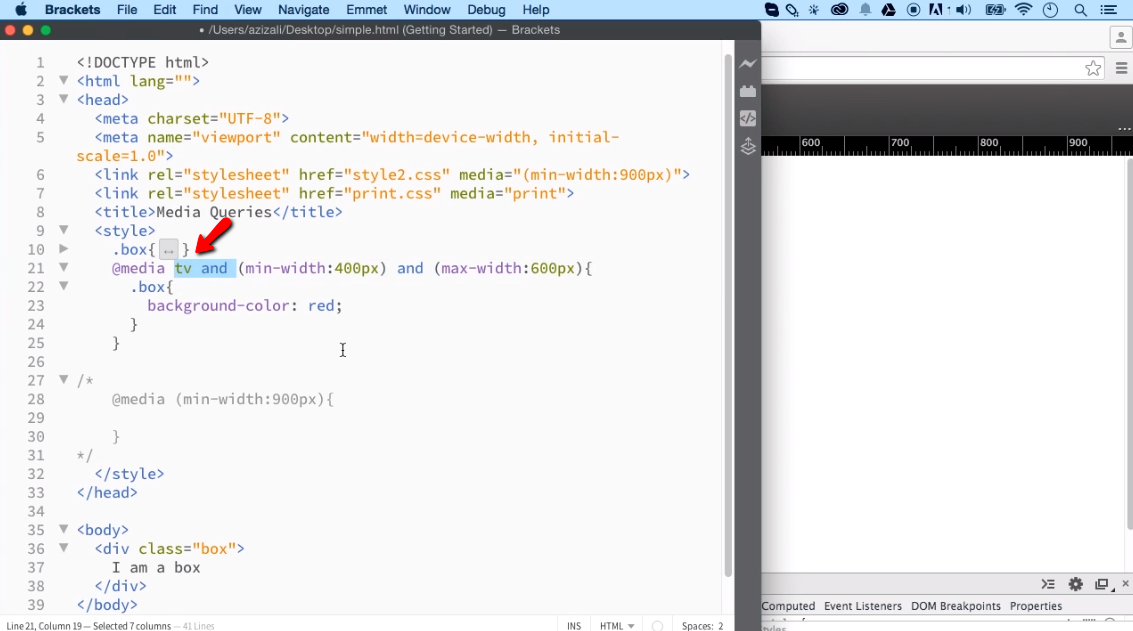 Brackets File Edit Find View Navigate Emmet Window Debug Help
• /Users/azizali/Desktop/simple.html (Getting Started) — Brackets
1 <!DOCTYPE html>
2 <html lang="">
3 <head>
4 <meta charset="UTF-8">
5 <meta name="viewport" content="width=device-width, initial-
scale=1.0">
6 <link rel="stylesheet" href="style2.css" media="(min-width:900px)">
7 <link rel="stylesheet" href="print.css" media="print">
8 <title>Media Queries</title>
9 <style>
10 .box{ ↔ }
21 @media tv and (min-width:400px) and (max-width:600px){
22 .box{
23 background-color: red;
24 }
25 }
26
27 /*
28 @media (min-width:900px){
29
30 }
31 */
32 </style>
33 </head>
34
35 <body>
36 <div class="box">
37 I am a box
38 </div>
39 </body>
Line 21, Column 19 — Selected 7 columns — 41 Lines
INS HTML Spaces: 2
600 700 800 900
Computed Event Listeners DOM Breakpoints Properties